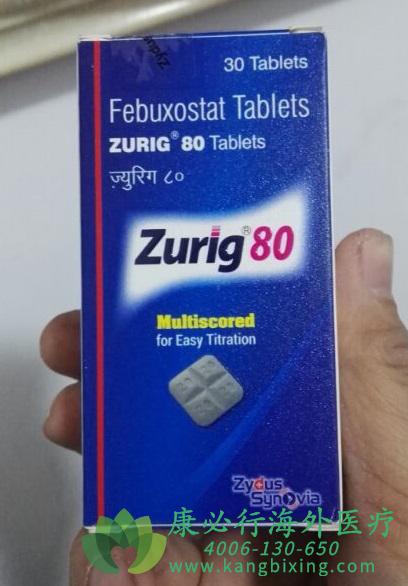 30 Tablets
Febuxostat Tablets
ZURIG® 80 Tablets
ज़्युरिग ८०
Zurig® 80
Multiscored
for Easy Titration
Zydus
Synovia
康必行海外医疗
4006-130-650
www.kangbixing.com